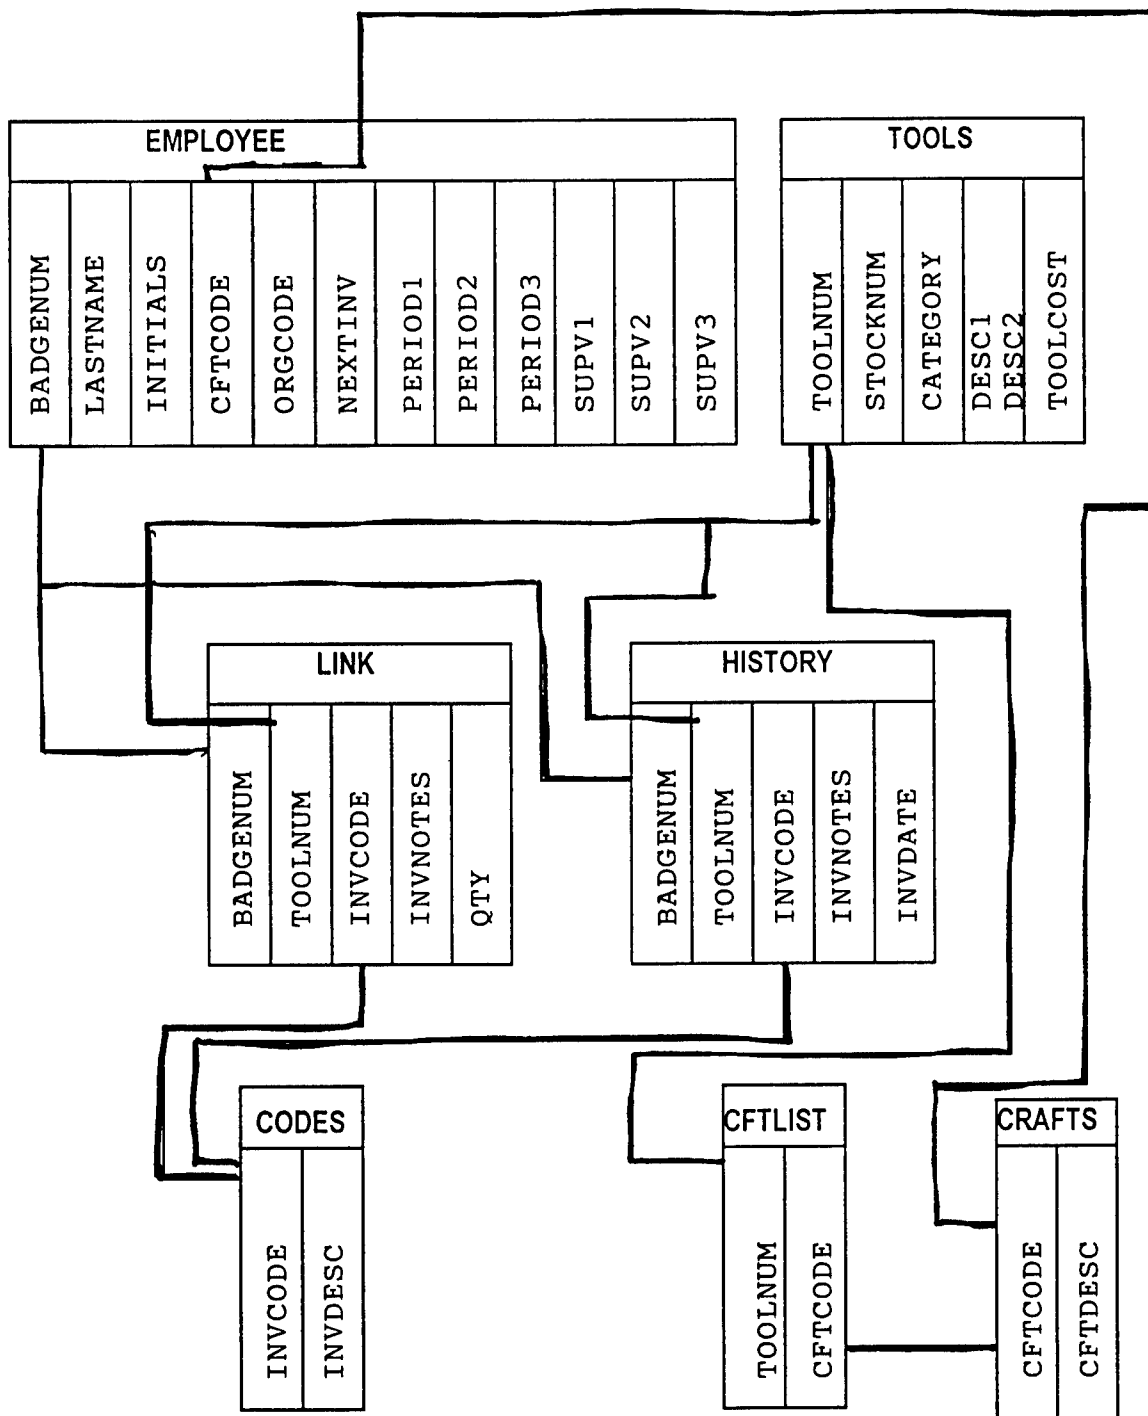 EMPLOYEE
BADGENUM
LASTNAME
INITIALS
CFTCODE
ORGCODE
NEXTINV
PERIOD1
PERIOD2
PERIOD3
SUPV1
SUPV2
SUPV3
TOOLS
TOOLNUM
STOCKNUM
CATEGORY
DESC1
DESC2
TOOLCOST
LINK
BADGENUM
TOOLNUM
INVCODE
INVNOTES
QTY
HISTORY
BADGENUM
TOOLNUM
INVCODE
INVNOTES
INVDATE
CODES
INVCODE
INVDESC
CFTLIST
TOOLNUM
CFTCODE
CRAFTS
CFTCODE
CFTDESC